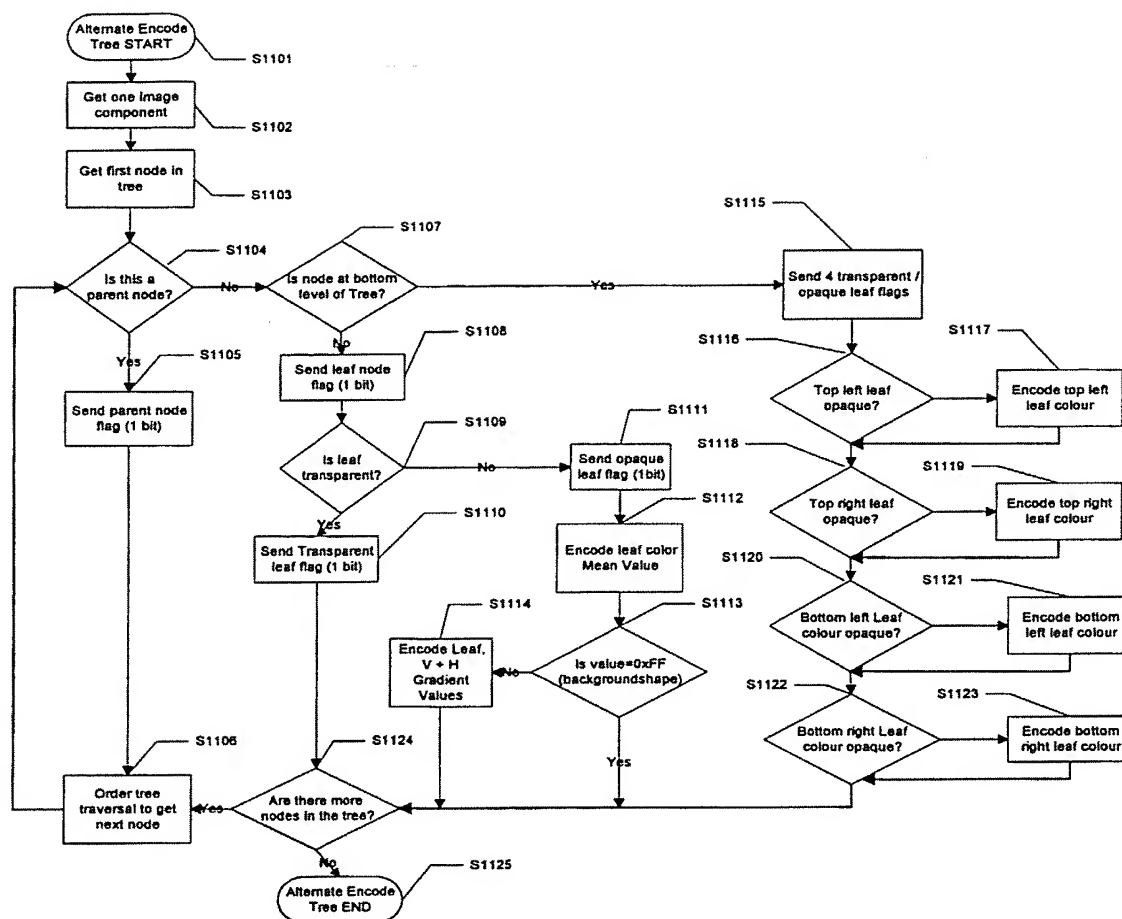 Alternate Encode
Tree START
S1101
Get one image
component
S1102
Get first node in
tree
S1103
S1104
Is this a
parent node?
No
Yes
S1105
Send parent node
flag (1 bit)
S1106
Order tree
traversal to get
next node
S1107
Is node at bottom
level of Tree?
Yes
No
S1108
Send leaf node
flag (1 bit)
S1109
Is leaf
transparent?
No
Yes
S1110
Send Transparent
leaf flag (1 bit)
S1111
Send opaque
leaf flag (1bit)
S1112
Encode leaf color
Mean Value
S1113
Is value=0xFF
(backgroundshape)
No
Yes
S1114
Encode Leaf,
V + H
Gradient
Values
S1115
Send 4 transparent /
opaque leaf flags
S1116
Top left leaf
opaque?
S1117
Encode top left
leaf colour
S1118
Top right leaf
opaque?
S1119
Encode top right
leaf colour
S1120
Bottom left Leaf
colour opaque?
S1121
Encode bottom
left leaf colour
S1122
Bottom right Leaf
colour opaque?
S1123
Encode bottom
right leaf colour
S1124
Are there more
nodes in the tree?
Yes
No
S1125
Alternate Encode
Tree END